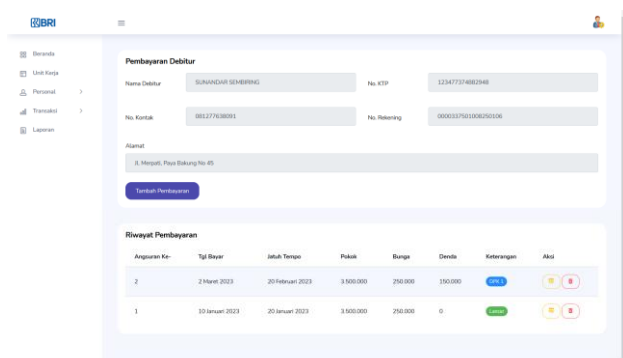 BRI
Beranda
Unit Kerja
Personal
Transaksi
Laporan
Pembayaran Debitur
Nama Debitur SUNANDAR SEMBIRING No. KTP 123477374882948
No. Kontak 081277638091 No. Rekening 0000337501008250106
Alamat
Jl. Merpati, Paya Bakung No 45
Tambah Pembayaran
Riwayat Pembayaran
Angsuran Ke- Tgl Bayar Jatuh Tempo Pokok Bunga Denda Keterangan Aksi
2 2 Maret 2023 20 Februari 2023 3.500.000 250.000 150.000 DPK 1
1 10 Januari 2023 20 Januari 2023 3.500.000 250.000 0 Lancar